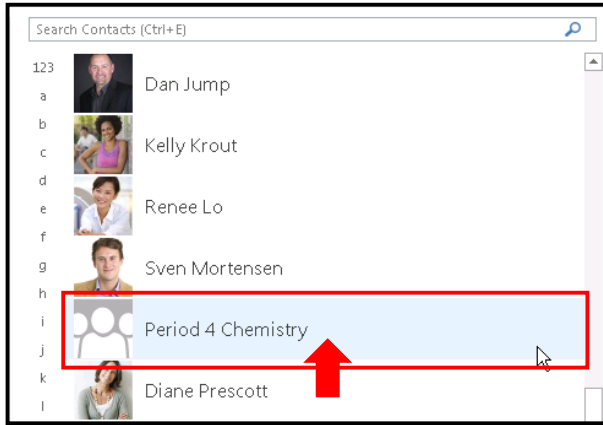 Search Contacts (Ctrl+E)
123
a
b
c
d
e
f
g
h
i
j
k
l
Dan Jump
Kelly Krout
Renee Lo
Sven Mortensen
Period 4 Chemistry
Diane Prescott